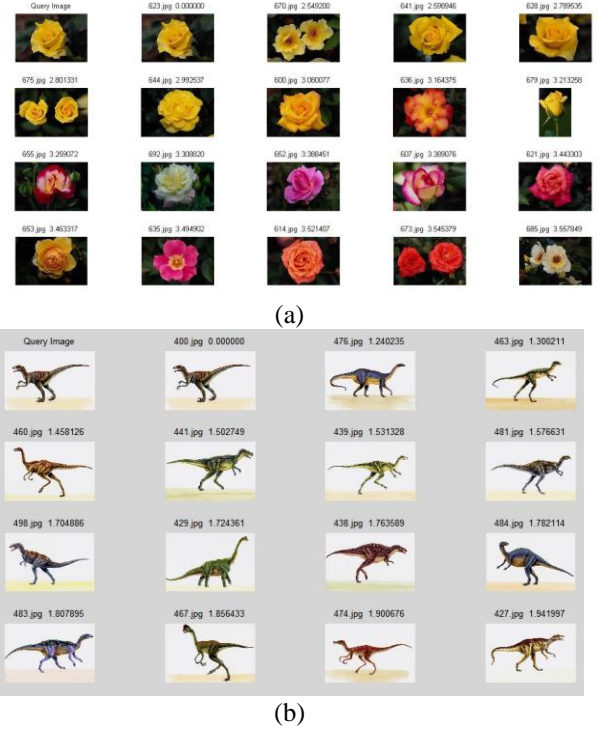 Query Image 623.jpg 0.000000 670.jpg 2.549200 641.jpg 2.598946 628.jpg 2.789535
675.jpg 2.801331 644.jpg 2.992537 600.jpg 3.080077 636.jpg 3.164375 679.jpg 3.213258
655.jpg 3.259072 692.jpg 3.308820 652.jpg 3.388451 607.jpg 3.389076 621.jpg 3.443303
653.jpg 3.463317 635.jpg 3.494902 614.jpg 3.521407 673.jpg 3.545379 685.jpg 3.557849
(a)
Query Image 400.jpg 0.000000 476.jpg 1.240235 463.jpg 1.300211
460.jpg 1.458126 441.jpg 1.502749 439.jpg 1.531328 481.jpg 1.576631
498.jpg 1.704886 429.jpg 1.724361 438.jpg 1.763589 484.jpg 1.782114
483.jpg 1.807895 467.jpg 1.856433 474.jpg 1.900676 427.jpg 1.941997
(b)